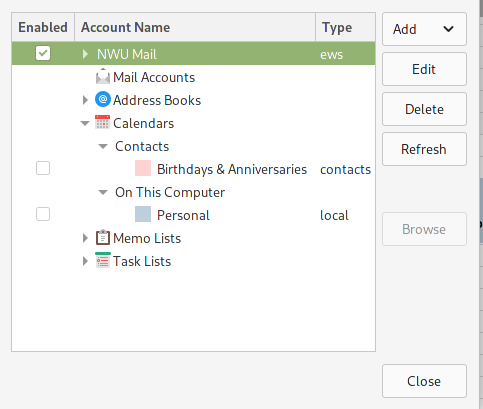 Enabled Account Name Type Add
NWU Mail ews
Edit
Mail Accounts
Address Books
Delete
Calendars
Contacts
Refresh
Birthdays & Anniversaries contacts
On This Computer
Personal local
Browse
Memo Lists
Task Lists
Close